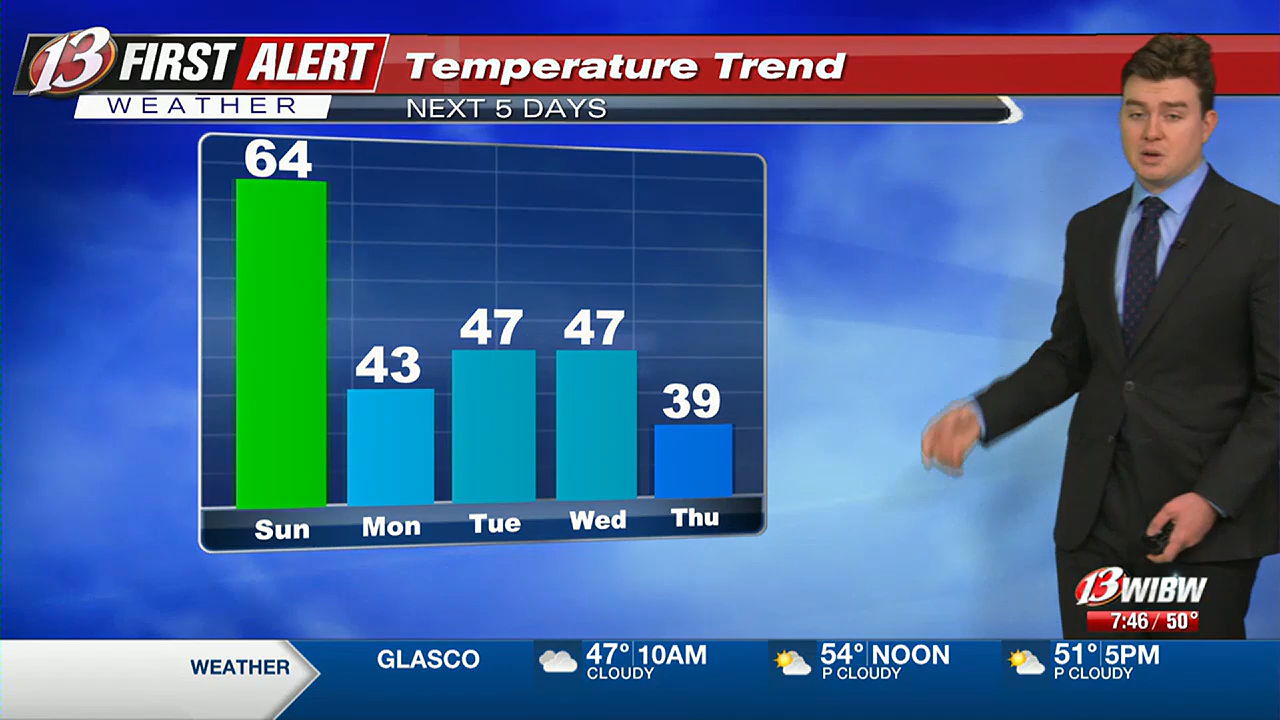 13 FIRST ALERT
WEATHER
Temperature Trend
NEXT 5 DAYS
64
43
47
47
39
Sun
Mon
Tue
Wed
Thu
13 WIBW
7:46 / 50°
WEATHER
GLASCO
47° 10AM
CLOUDY
54° NOON
P CLOUDY
51° 5PM
P CLOUDY